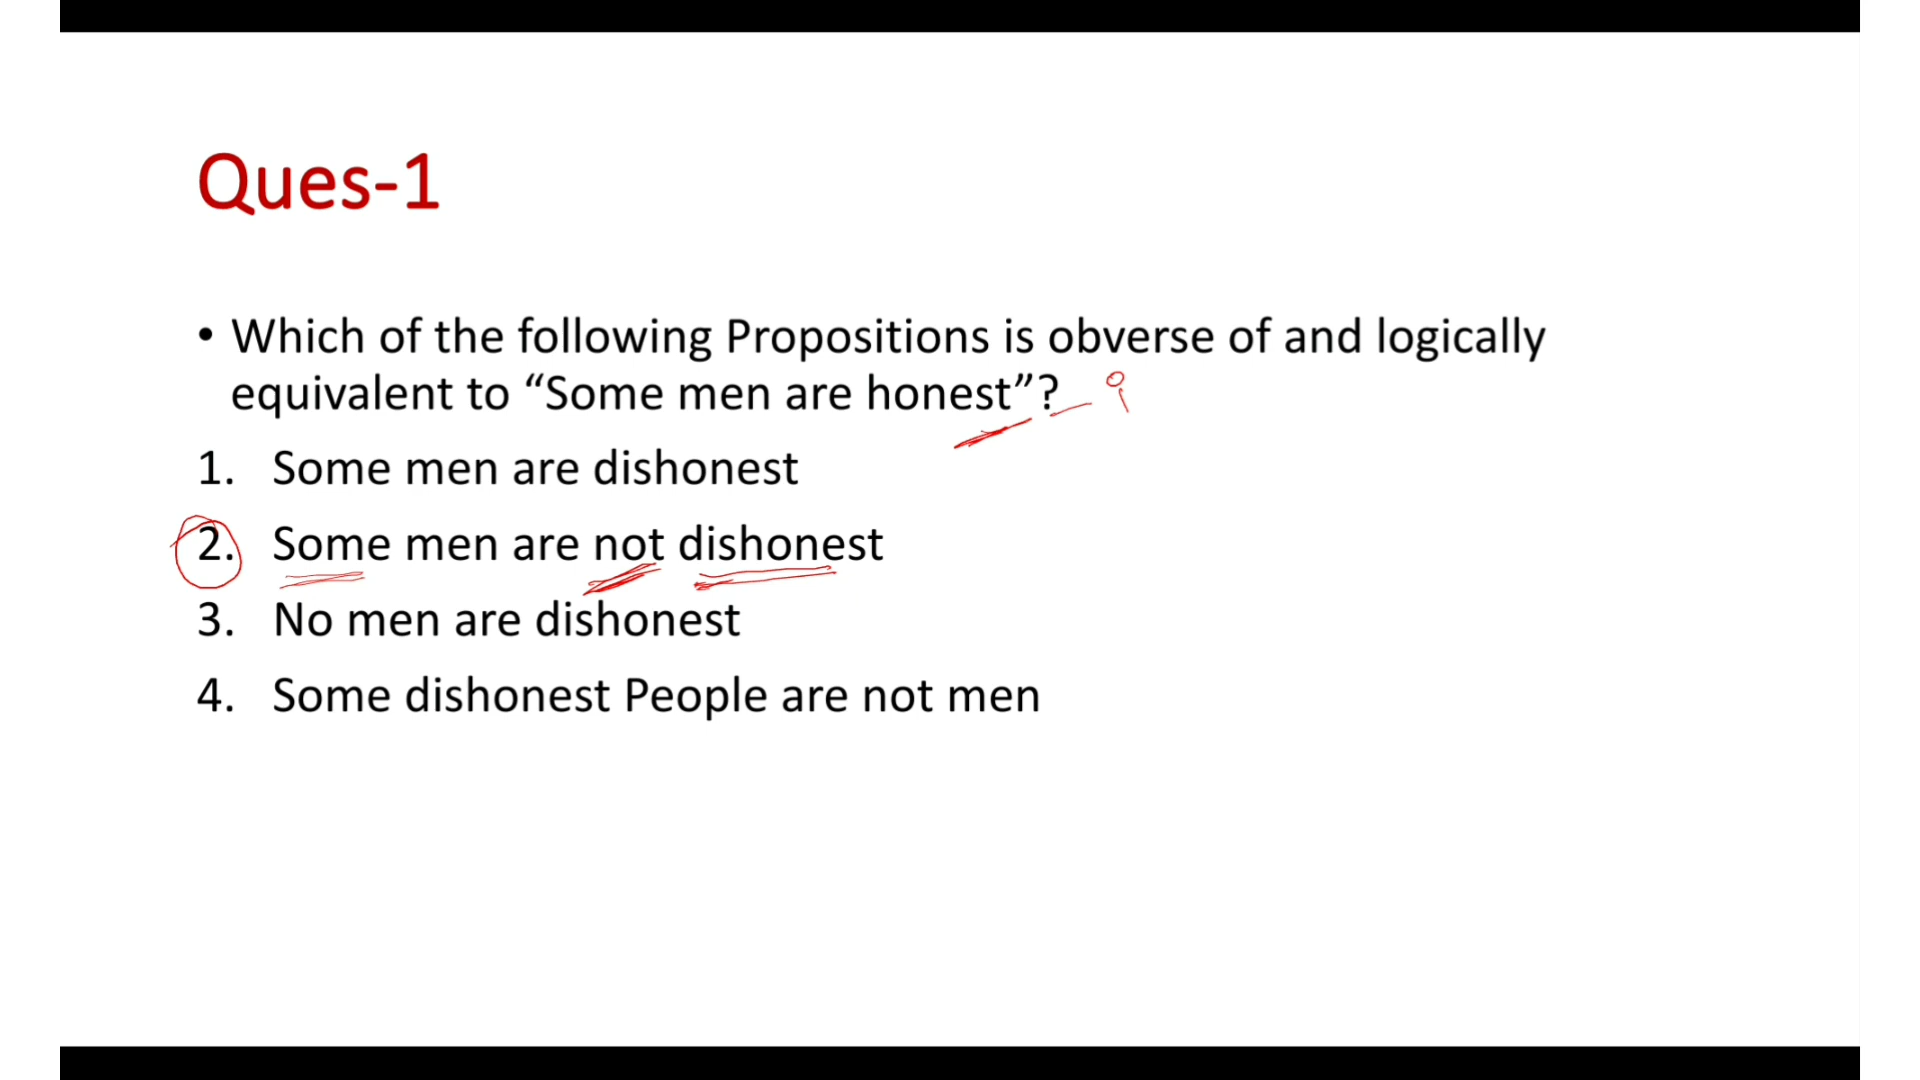 Ques-1
• Which of the following Propositions is obverse of and logically
equivalent to “Some men are honest”?
1. Some men are dishonest
2. Some men are not dishonest
3. No men are dishonest
4. Some dishonest People are not men